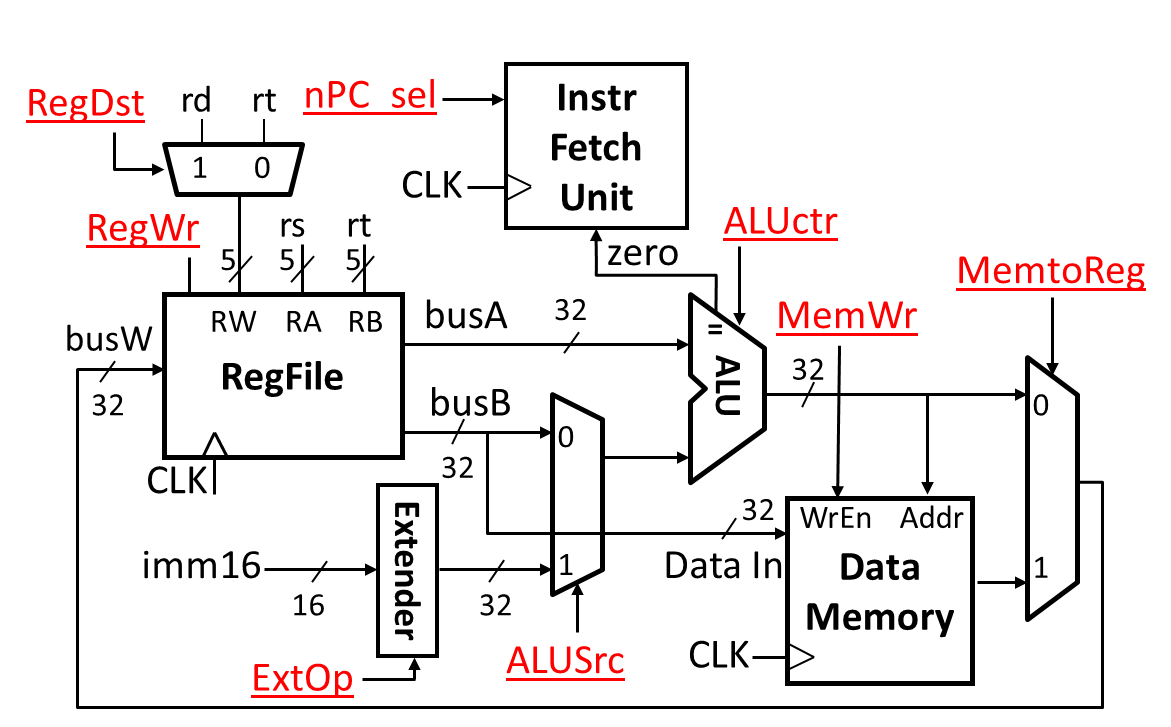 RegDst
rd
rt
1
0
nPC_sel
Instr
Fetch
Unit
CLK
RegWr
5
rs
5
rt
5
zero
ALUctr
MemtoReg
MemWr
busW
32
RW
RA
RB
RegFile
CLK
busA
32
busB
32
=
ALU
32
0
1
0
1
imm16
16
Extender
32
ExtOp
ALUSrc
32
Data In
WrEn
Addr
Data
Memory
CLK